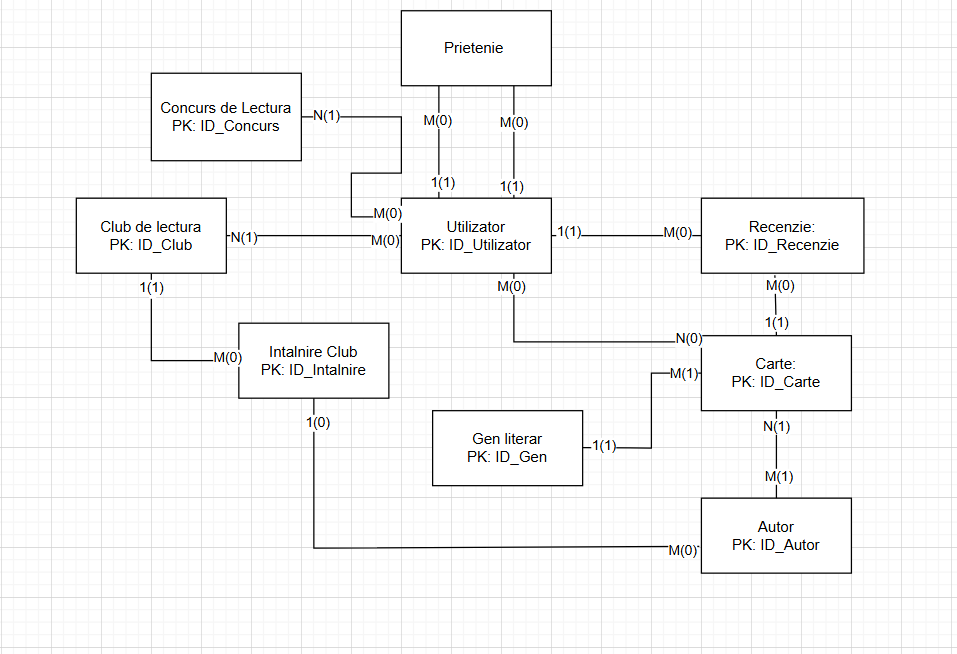 Prietenie
Concurs de Lectura
PK: ID_Concurs
N(1)
M(0)
M(0)
1(1)
1(1)
M(0)
Club de lectura
PK: ID_Club
N(1)
M(0)
Utilizator
PK: ID_Utilizator
1(1)
M(0)
Recenzie:
PK: ID_Recenzie
1(1)
M(0)
M(0)
1(1)
N(0)
M(0)
Intalnire Club
PK: ID_Intalnire
Carte:
PK: ID_Carte
M(1)
1(0)
N(1)
Gen literar
PK: ID_Gen
1(1)
M(1)
Autor
PK: ID_Autor
M(0)